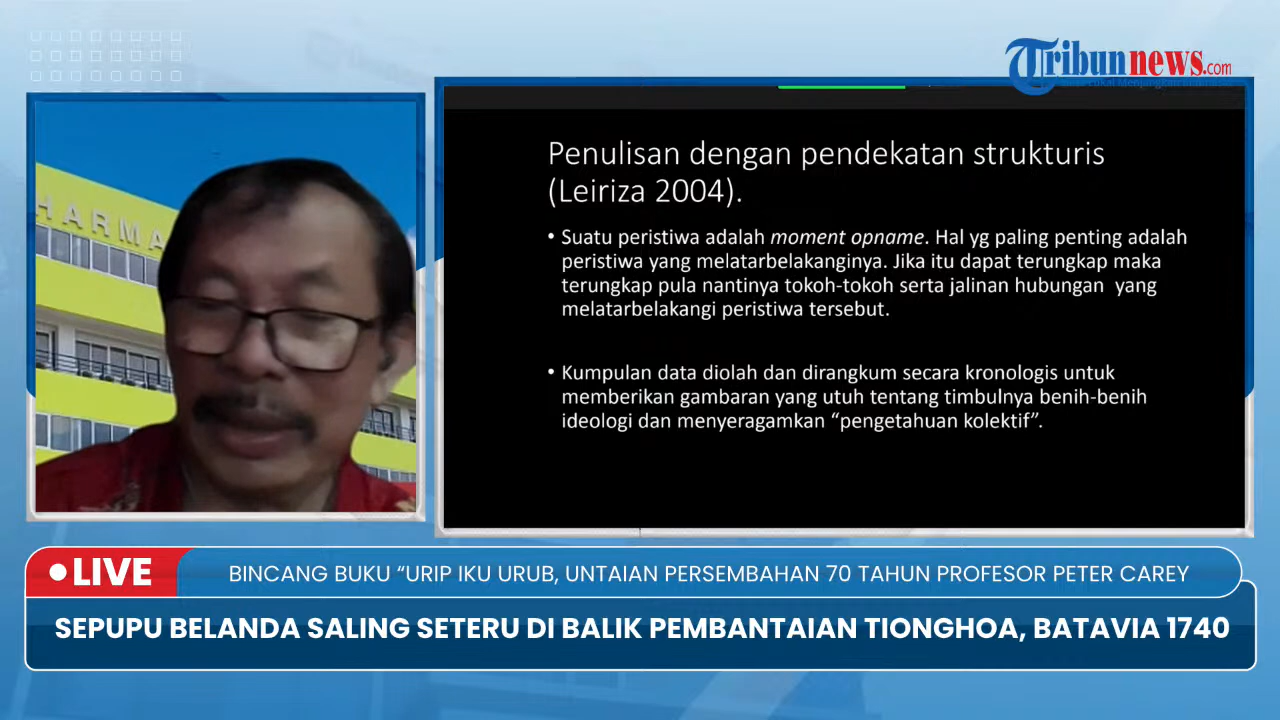 Tribunnews.com
HARMA
Penulisan dengan pendekatan strukturis
(Leiriza 2004).
• Suatu peristiwa adalah moment opname. Hal yg paling penting adalah
peristiwa yang melatarbelakanginya. Jika itu dapat terungkap maka
terungkap pula nantinya tokoh-tokoh serta jalinan hubungan yang
melatarbelakangi peristiwa tersebut.
• Kumpulan data diolah dan dirangkum secara kronologis untuk
memberikan gambaran yang utuh tentang timbulnya benih-benih
ideologi dan menyeragamkan “pengetahuan kolektif”.
LIVE
BINCANG BUKU “URIP IKU URUB, UNTAIAN PERSEMBAHAN 70 TAHUN PROFESOR PETER CAREY
SEPUPU BELANDA SALING SETERU DI BALIK PEMBANTAIAN TIONGHOA, BATAVIA 1740